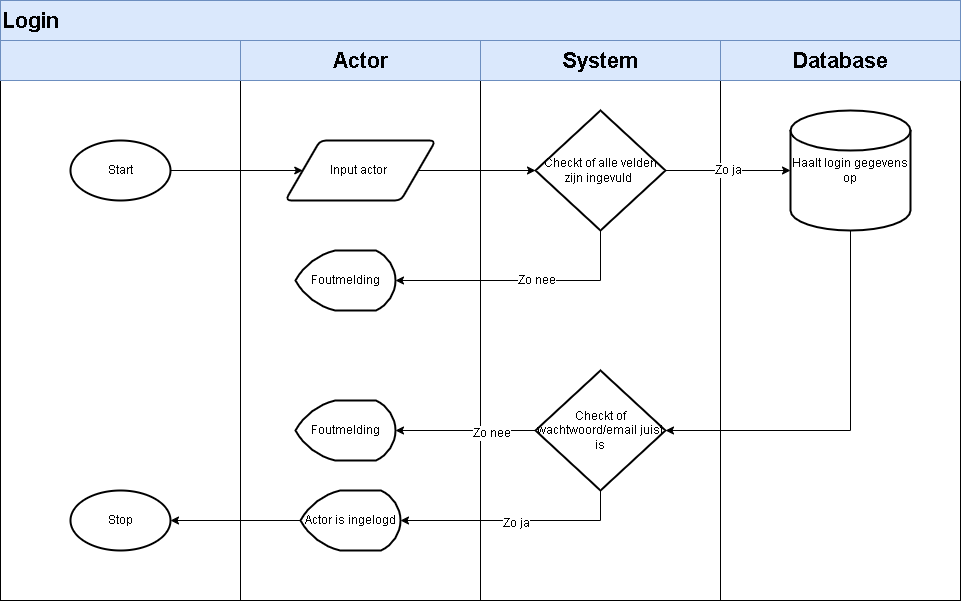 Login
Actor
System
Database
Start
Input actor
Checkt of alle velden
zijn ingevuld
Zo ja
Haalt login gegevens
op
Foutmelding
Zo nee
Foutmelding
Zo nee
Checkt of
wachtwoord/email juist
is
Stop
Actor is ingelogd
Zo ja